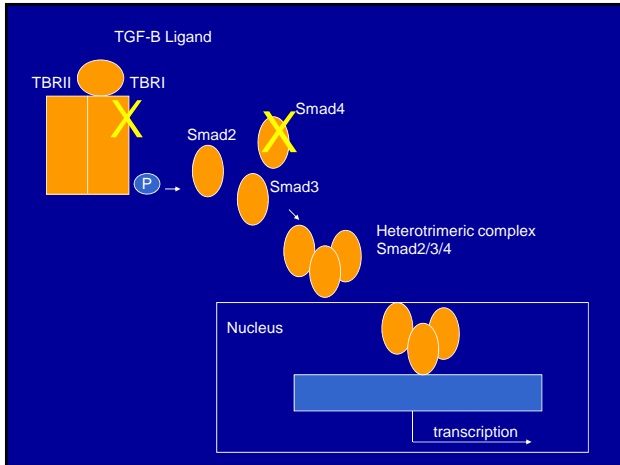 TGF-B Ligand
TBRII
TBRI
Smad4
Smad2
P
Smad3
Heterotrimeric complex
Smad2/3/4
Nucleus
transcription